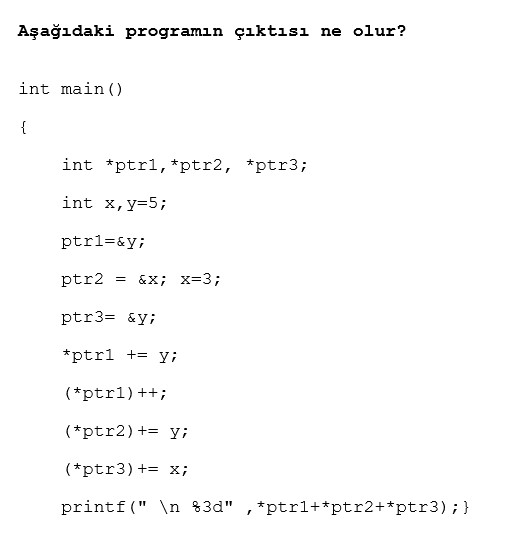 Aşağıdaki programın çıktısı ne olur?
int main()
{
int *ptr1,*ptr2, *ptr3;
int x,y=5;
ptr1=&y;
ptr2 = &x; x=3;
ptr3= &y;
*ptr1 += y;
(*ptr1)++;
(*ptr2)+= y;
(*ptr3)+= x;
printf(" \n %3d" ,*ptr1+*ptr2+*ptr3);}